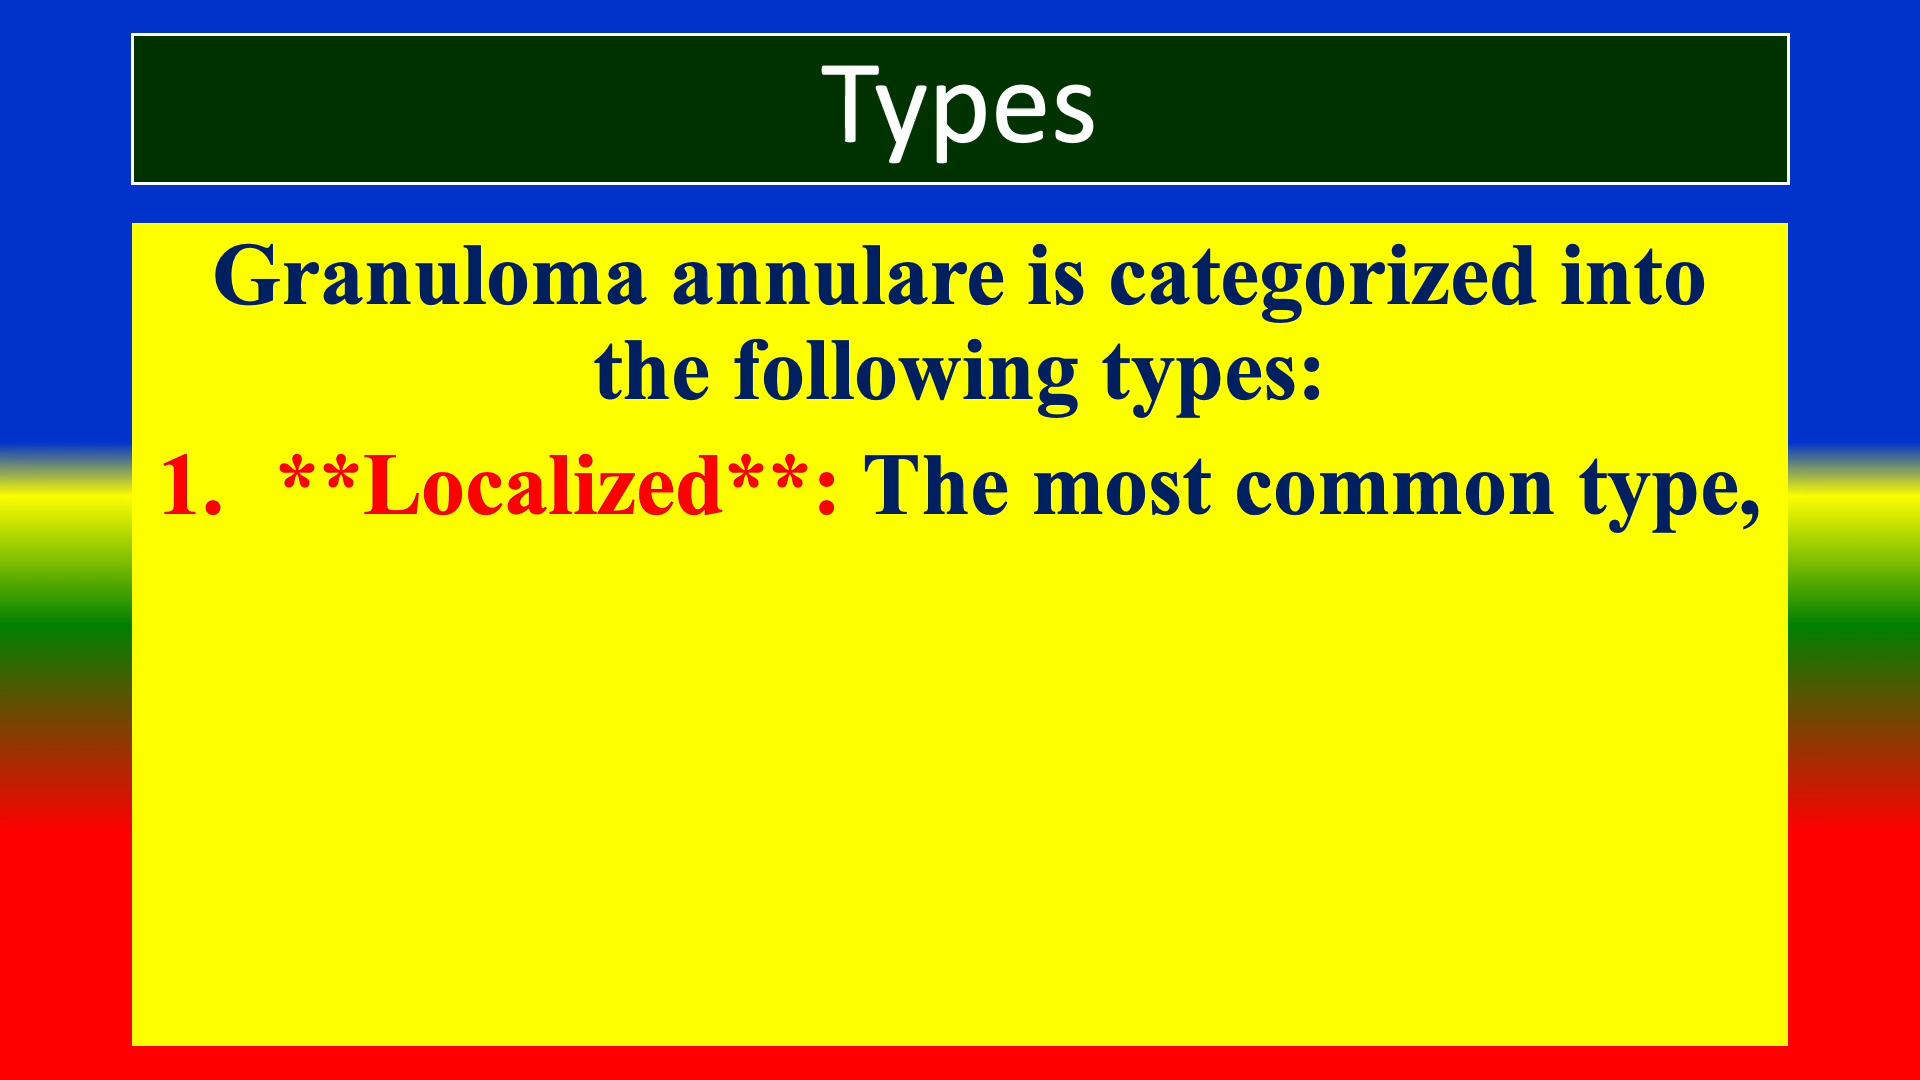 Types
Granuloma annulare is categorized into
the following types:
1. **Localized**: The most common type,